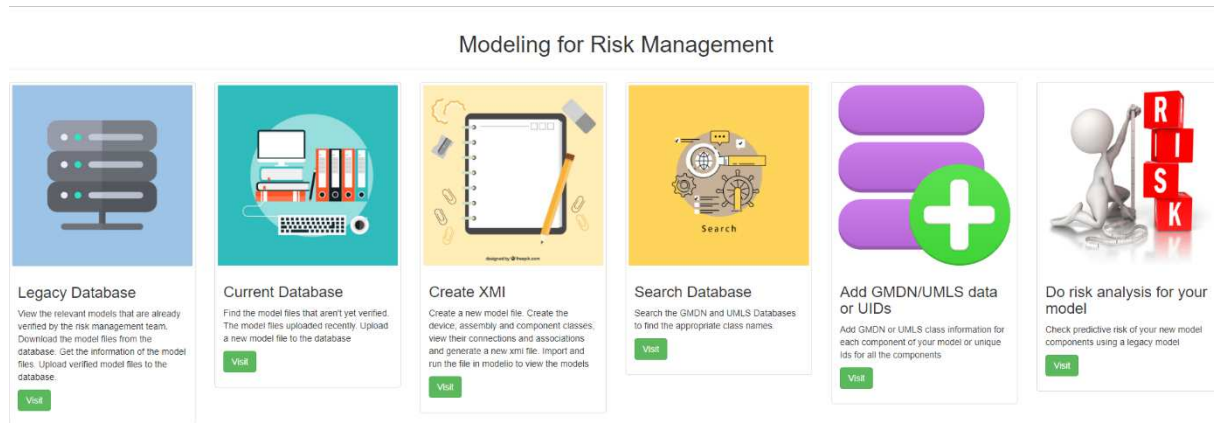 Modeling for Risk Management
designed by freepik.com
Search
R
I
S
K
Legacy Database
View the relevant models that are already
verified by the risk management team.
Download the model files from the
database. Get the information of the model
files. Upload verified model files to the
database.
Visit
Current Database
Find the model files that aren't yet verified.
The model files uploaded recently. Upload
a new model file to the database
Visit
Create XMI
Create a new model file. Create the
device, assembly and component classes,
view their connections and associations
and generate a new xmi file. Import and
run the file in modelio to view the models
Visit
Search Database
Search the GMDN and UMLS Databases
to find the appropriate class names.
Visit
Add GMDN/UMLS data
or UIDs
Add GMDN or UMLS class information for
each component of your model or unique
Ids for all the components
Visit
Do risk analysis for your
model
Check predictive risk of your new model
components using a legacy model
Visit